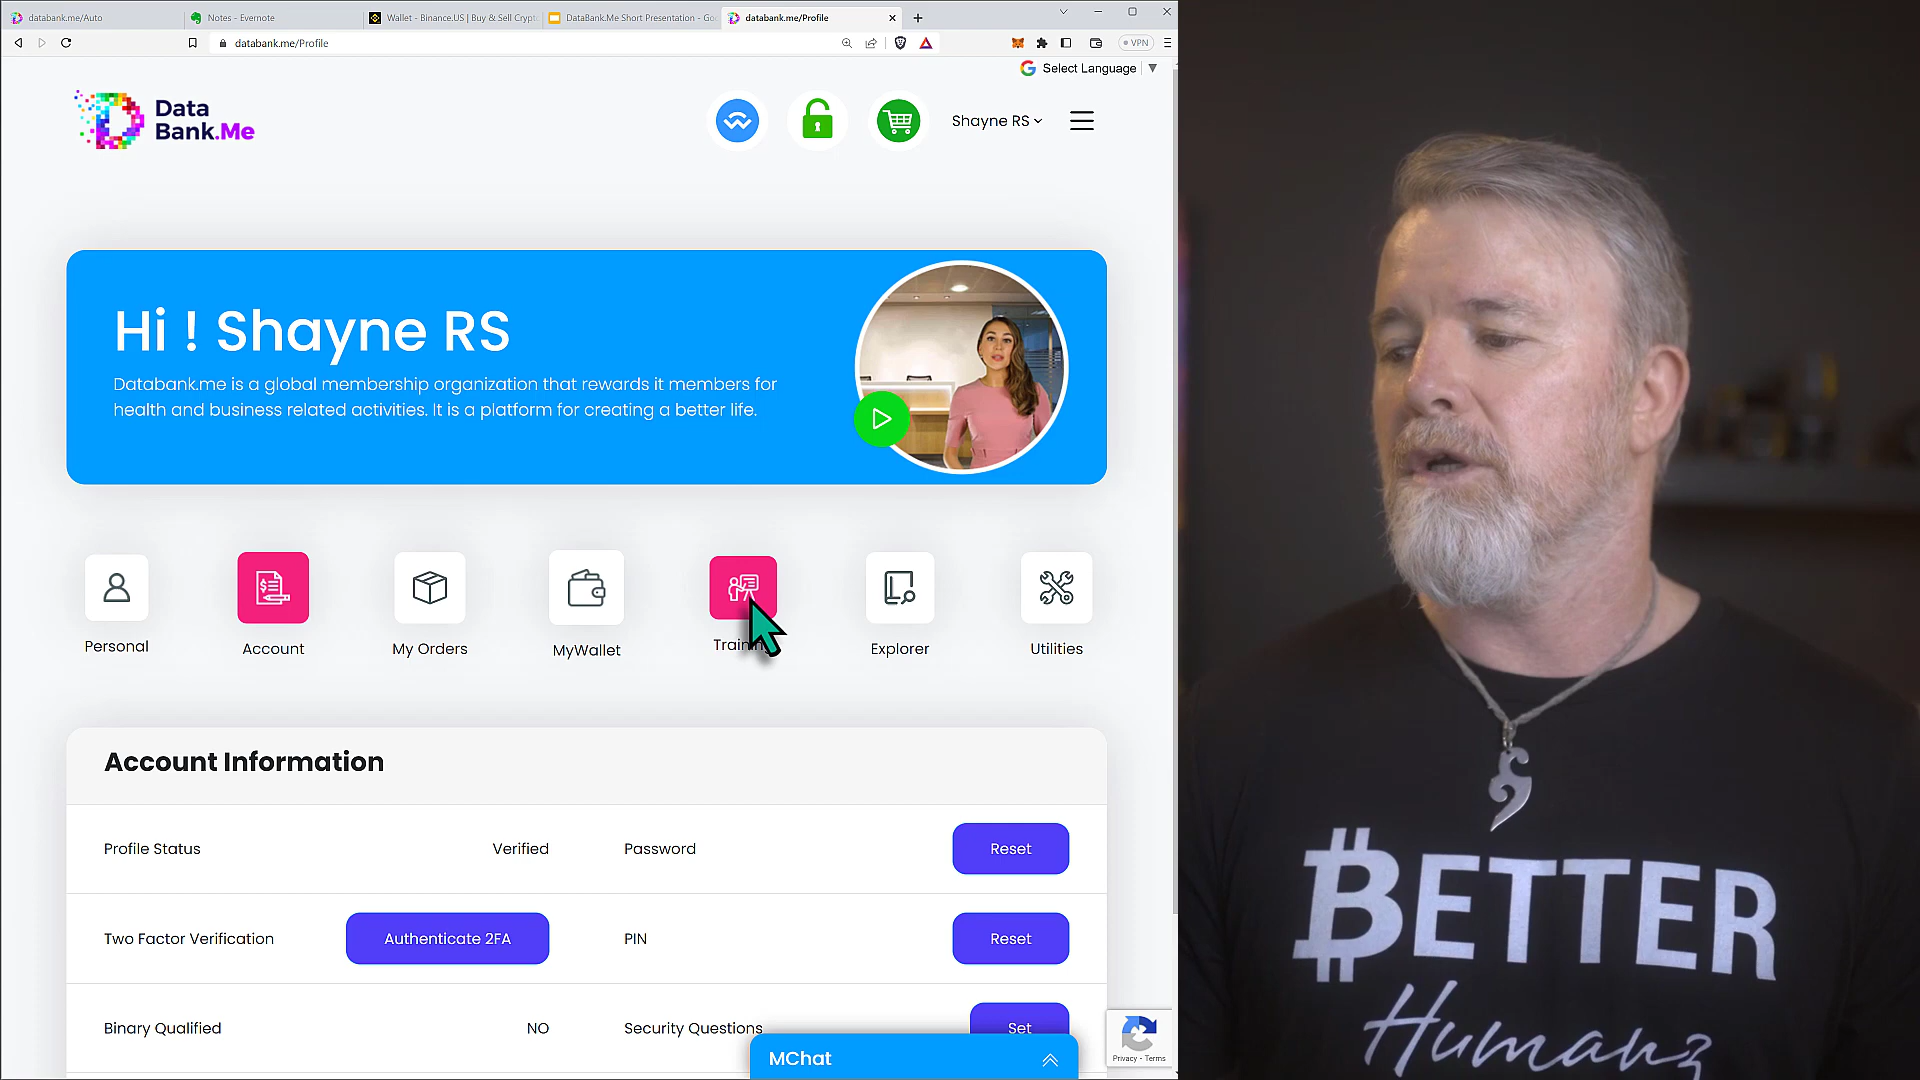 databank.me/Auto
Notes - Evernote
Wallet - Binance.US | Buy & Sell Crypt
DataBank.Me Short Presentation - Go
databank.me/Profile
databank.me/Profile
VPN
Select Language
Data
Bank.Me
Shayne RS
Hi ! Shayne RS
Databank.me is a global membership organization that rewards it members for
health and business related activities. It is a platform for creating a better life.
Personal
Account
My Orders
MyWallet
Explorer
Utilities
Account Information
Profile Status
Verified
Password
Reset
Two Factor Verification
Authenticate 2FA
PIN
Reset
Binary Qualified
NO
Security Questions
Set
MChat
Privacy - Terms
₿ETTER
Humanz